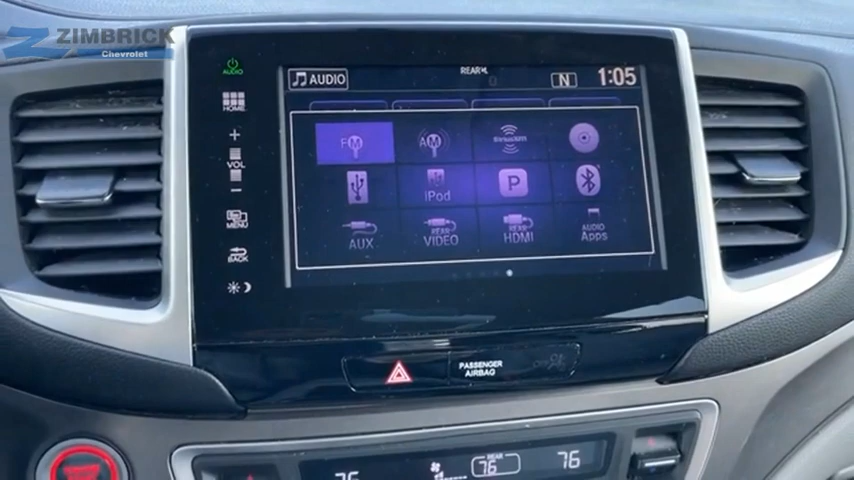 ZIMBRICK
Chevrolet
AUDIO
AUDIO
REAR
N
1:05
HOME
FM
AM
SiriusXM
+
VOL
-
iPod
P
MENU
AUX
REAR
VIDEO
REAR
HDMI
AUDIO
Apps
BACK
PASSENGER
AIRBAG
REAR
76
76
76